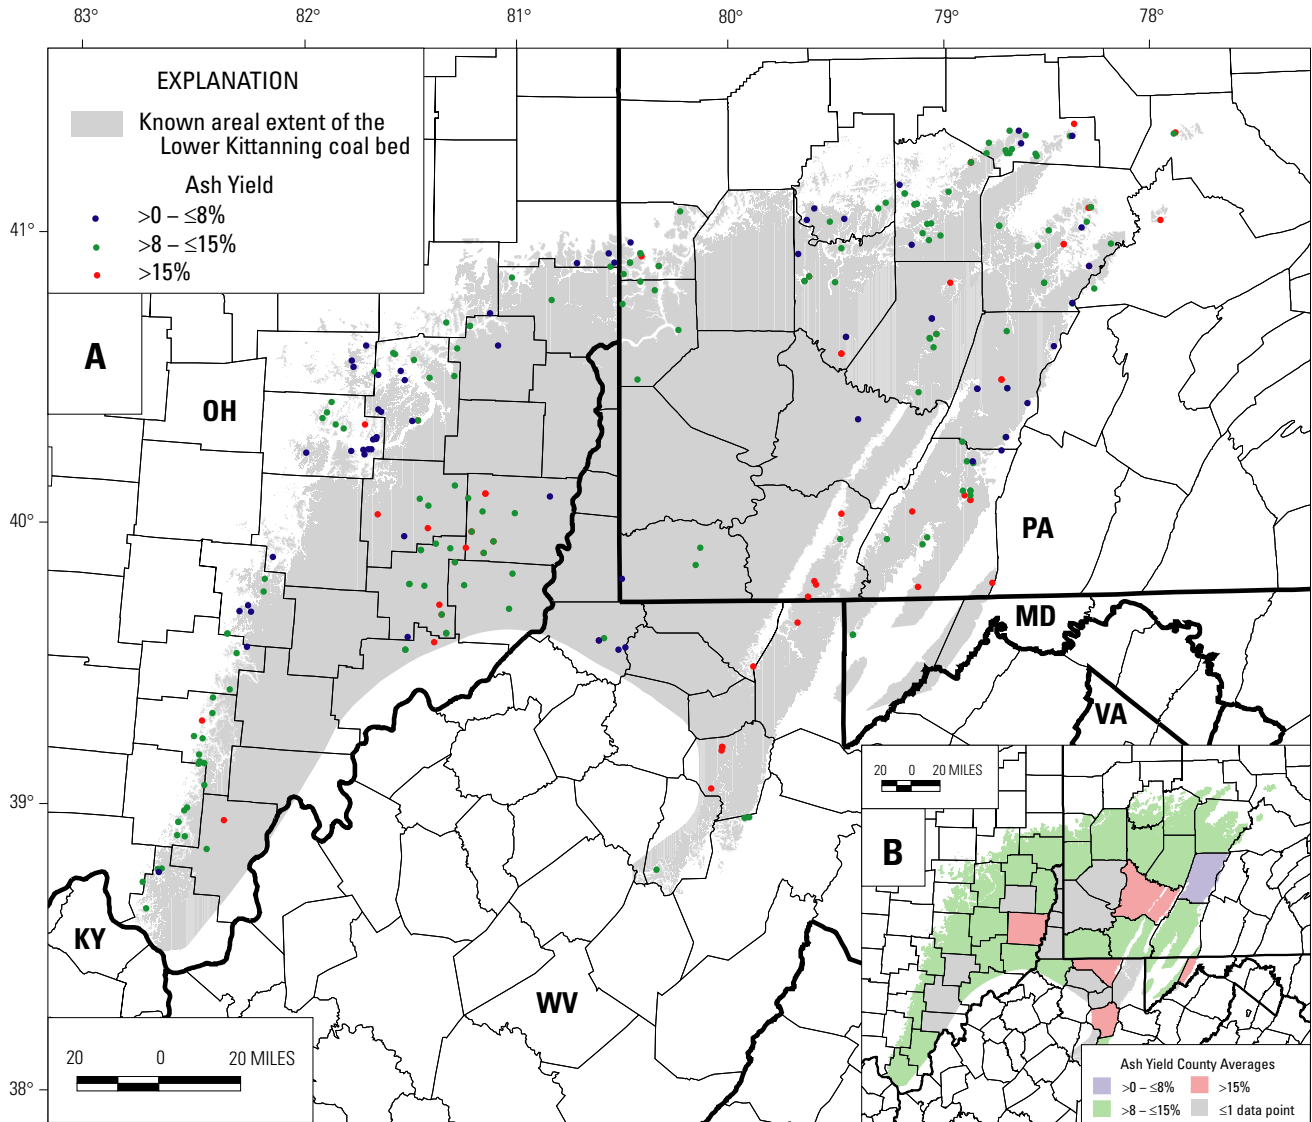 83°
82°
81°
80°
79°
78°
EXPLANATION
Known areal extent of the
Lower Kittanning coal bed
Ash Yield
>0 – ≤8%
>8 – ≤15%
>15%
41°
A
OH
40°
PA
MD
VA
39°
20 0 20 MILES
B
KY
WV
20 0 20 MILES
38°
Ash Yield County Averages
>0 – ≤8%
>15%
>8 – ≤15%
≤1 data point